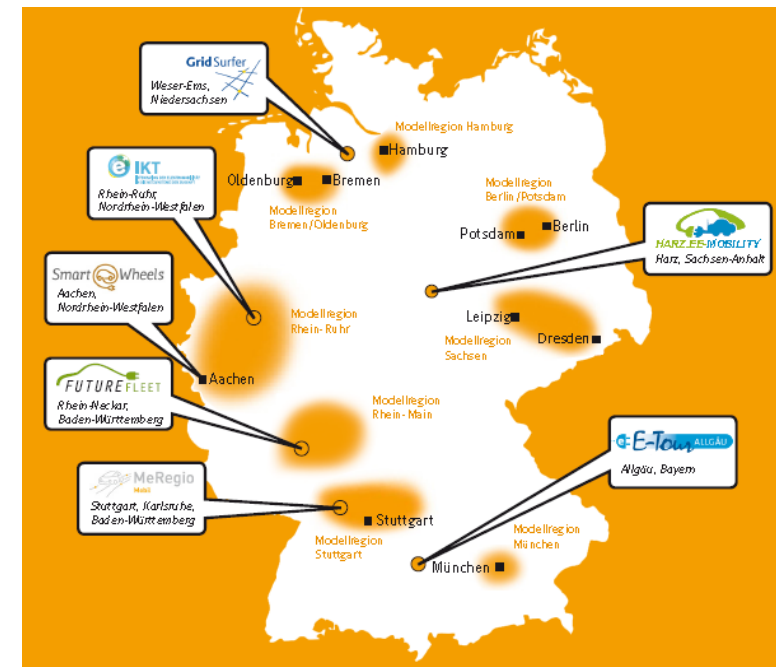 GridSurfer
Weser-Ems,
Niedersachsen
Modellregion Hamburg
Hamburg
IKT
Rhein-Ruhr,
Nordrhein-Westfalen
Oldenburg
Bremen
Modellregion
Bremen/Oldenburg
Modellregion
Berlin/Potsdam
Potsdam
Berlin
HARZ.EE-MOBILITY
Harz, Sachsen-Anhalt
Smart Wheels
Aachen,
Nordrhein-Westfalen
Modellregion
Rhein-Ruhr
Leipzig
Modellregion
Sachsen
Dresden
Aachen
FUTUREFLEET
Rhein-Neckar,
Baden-Württemberg
Modellregion
Rhein-Main
E-Tour ALLGÄU
Allgäu, Bayern
MeRegio
Mobil
Stuttgart, Karlsruhe,
Baden-Württemberg
Stuttgart
Modellregion
Stuttgart
Modellregion
München
München